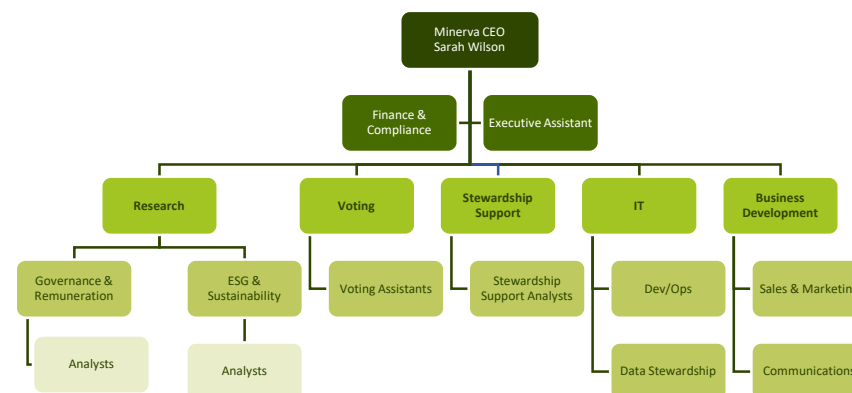 Minerva CEO
Sarah Wilson
Finance &
Compliance
Executive Assistant
Research
Voting
Stewardship
Support
IT
Business
Development
Governance &
Remuneration
ESG &
Sustainability
Voting Assistants
Stewardship
Support Analysts
Dev/Ops
Sales & Marketin
Analysts
Analysts
Data Stewardship
Communications